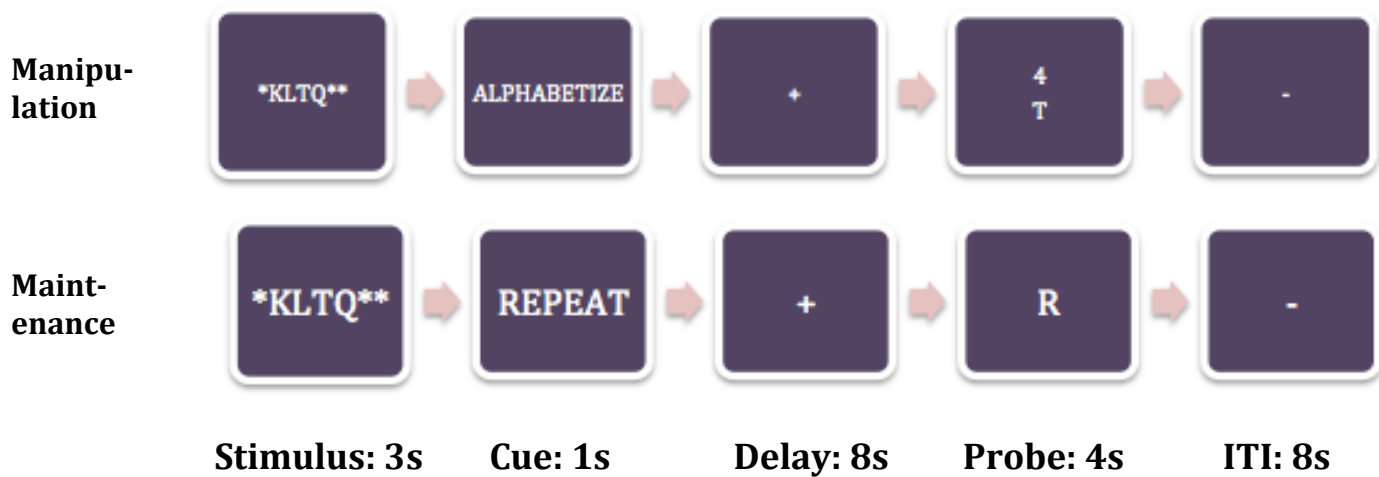 Manipu-
lation
*KLTQ**
ALPHABETIZE
+
4
T
-
Maint-
enance
*KLTQ**
REPEAT
+
R
-
Stimulus: 3s Cue: 1s Delay: 8s Probe: 4s ITI: 8s